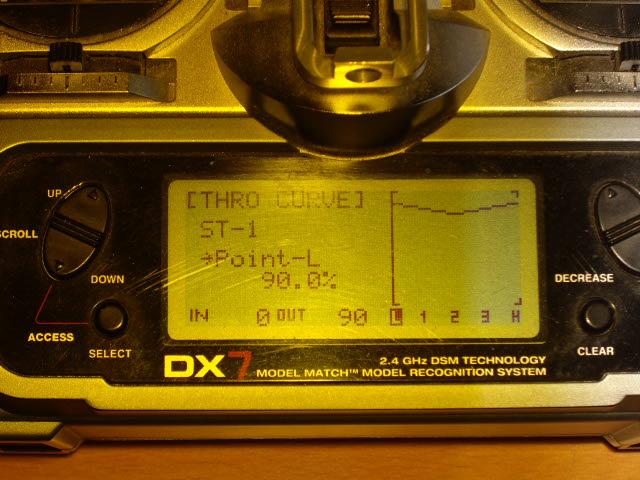 [THRO CURVE]
ST-1
→Point-L
90.0%
IN 0 OUT 90 L 1 2 3 H
UP
SCROLL
DOWN
ACCESS
SELECT
DECREASE
CLEAR
DX7
2.4 GHz DSM TECHNOLOGY
MODEL MATCH™ MODEL RECOGNITION SYSTEM